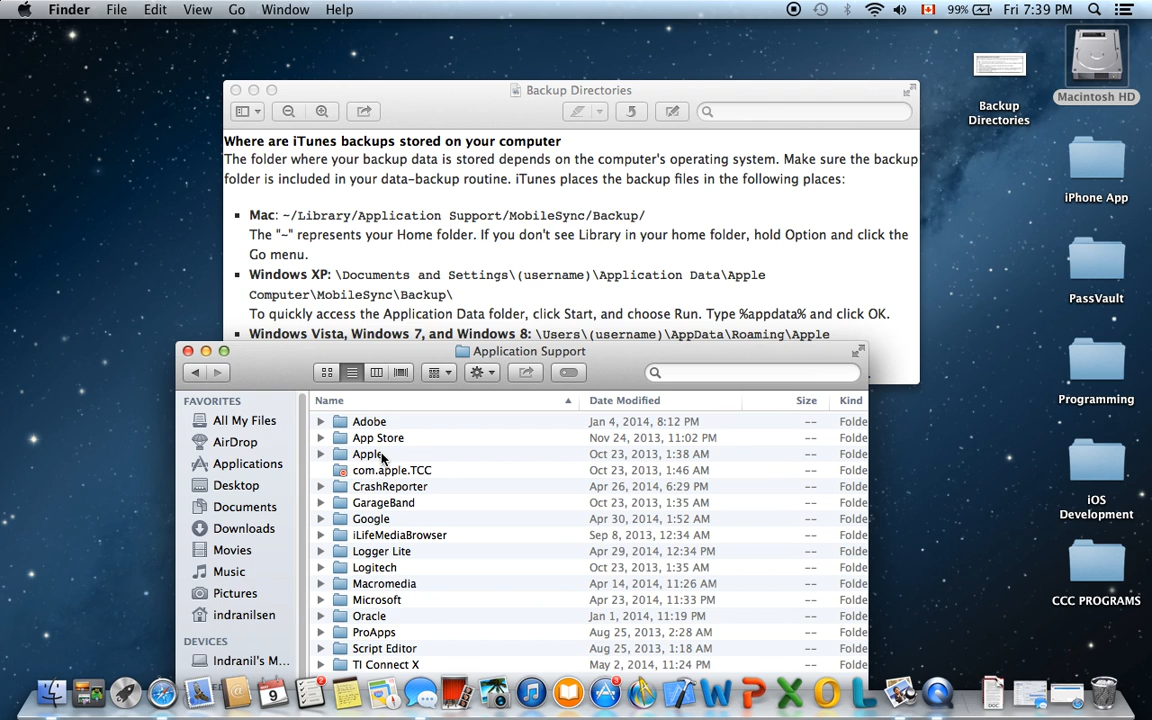 Finder File Edit View Go Window Help 99% Fri 7:39 PM
Backup Directories
Macintosh HD
Backup
Directories
iPhone App
PassVault
Programming
iOS
Development
CCC PROGRAMS
Where are iTunes backups stored on your computer
The folder where your backup data is stored depends on the computer's operating system. Make sure the backup
folder is included in your data-backup routine. iTunes places the backup files in the following places:
▪ Mac: ~/Library/Application Support/MobileSync/Backup/
The "~" represents your Home folder. If you don't see Library in your home folder, hold Option and click the
Go menu.
▪ Windows XP: \Documents and Settings\(username)\Application Data\Apple
Computer\MobileSync\Backup\
To quickly access the Application Data folder, click Start, and choose Run. Type %appdata% and click OK.
▪ Windows Vista, Windows 7, and Windows 8: \Users\(username)\AppData\Roaming\Apple
Application Support
FAVORITES
All My Files
AirDrop
Applications
Desktop
Documents
Downloads
Movies
Music
Pictures
indranilsen
DEVICES
Indranil's M...
Name Date Modified Size Kind
Adobe Jan 4, 2014, 8:12 PM -- Folde
App Store Nov 24, 2013, 11:02 PM -- Folde
Apple Oct 23, 2013, 1:38 AM -- Folde
com.apple.TCC Oct 23, 2013, 1:46 AM -- Folde
CrashReporter Apr 26, 2014, 6:29 PM -- Folde
GarageBand Oct 23, 2013, 1:35 AM -- Folde
Google Apr 30, 2014, 1:52 AM -- Folde
iLifeMediaBrowser Sep 8, 2013, 12:34 AM -- Folde
Logger Lite Apr 29, 2014, 12:34 PM -- Folde
Logitech Oct 23, 2013, 1:35 AM -- Folde
Macromedia Apr 14, 2014, 11:26 AM -- Folde
Microsoft Apr 23, 2014, 11:33 PM -- Folde
Oracle Jan 1, 2014, 11:19 PM -- Folde
ProApps Aug 25, 2013, 2:28 AM -- Folde
Script Editor Aug 25, 2013, 1:18 AM -- Folde
TI Connect X May 2, 2014, 11:24 PM -- Folde